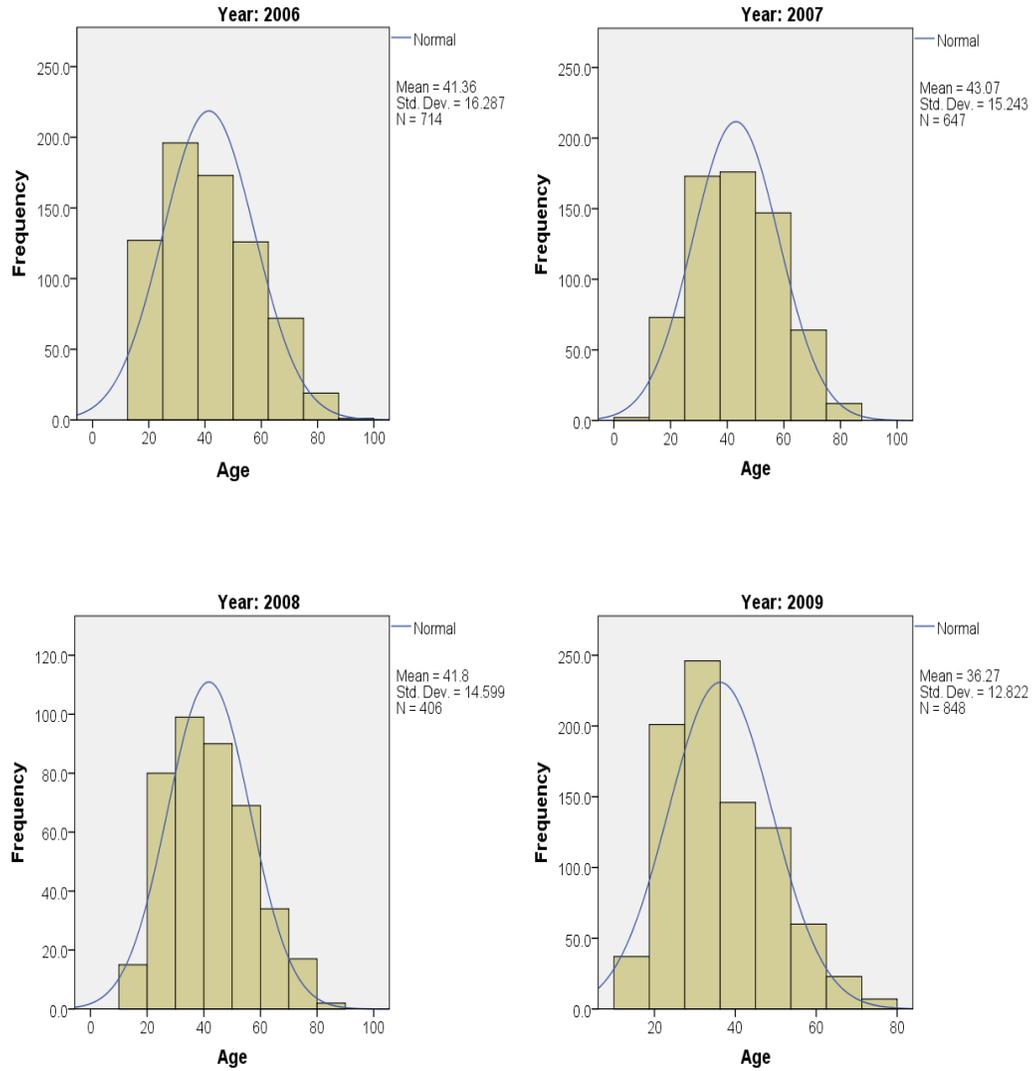 Year: 2006
Normal
Mean = 41.36
Std. Dev. = 16.287
N = 714
Frequency
250.0
200.0
150.0
100.0
50.0
0.0
0 20 40 60 80 100
Age
Year: 2007
Normal
Mean = 43.07
Std. Dev. = 15.243
N = 647
Frequency
250.0
200.0
150.0
100.0
50.0
0.0
0 20 40 60 80 100
Age
Year: 2008
Normal
Mean = 41.8
Std. Dev. = 14.599
N = 406
Frequency
120.0
100.0
80.0
60.0
40.0
20.0
0.0
0 20 40 60 80 100
Age
Year: 2009
Normal
Mean = 36.27
Std. Dev. = 12.822
N = 848
Frequency
250.0
200.0
150.0
100.0
50.0
0.0
20 40 60 80
Age